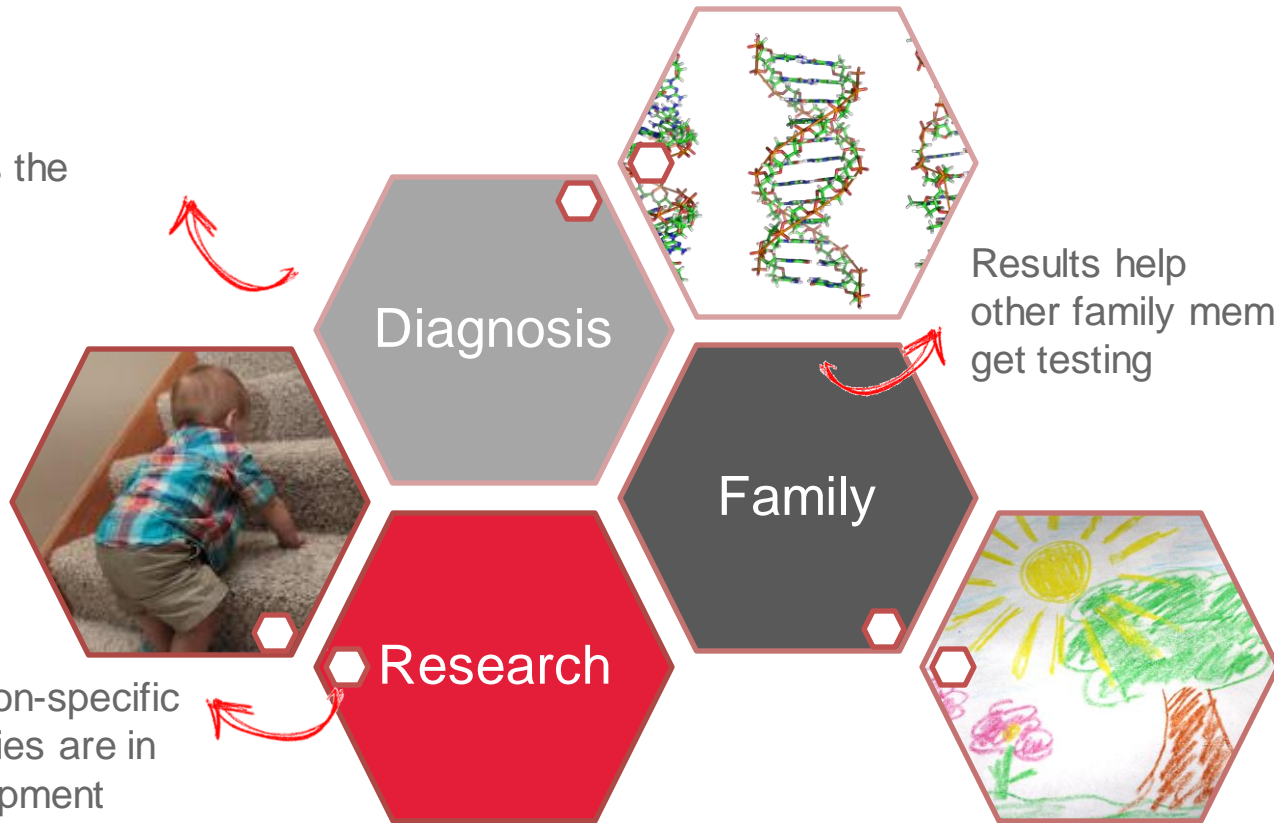 the
Diagnosis
Results help
other family mem
get testing
Family
Research
on-specific
ies are in
pment